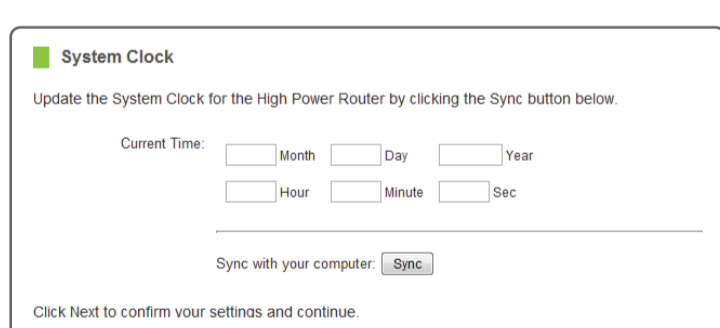 System Clock
Update the System Clock for the High Power Router by clicking the Sync button below.
Current Time:
Month Day Year
Hour Minute Sec
Sync with your computer: Sync
Click Next to confirm your settings and continue.